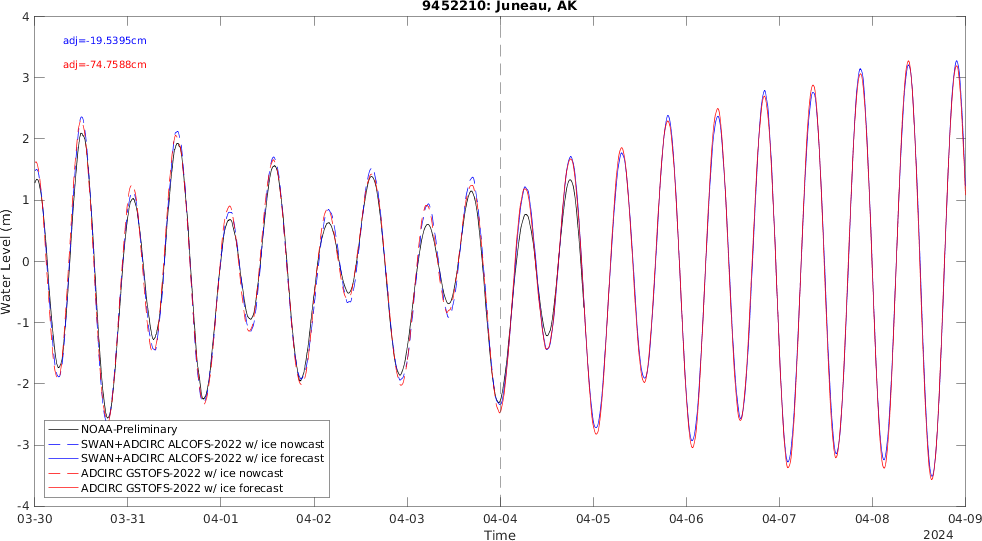 9452210: Juneau, AK
adj=-19.5395cm
adj=-74.7588cm
4
3
2
1
0
-1
-2
-3
-4
Water Level (m)
NOAA-Preliminary
SWAN+ADCIRC ALCOFS-2022 w/ ice nowcast
SWAN+ADCIRC ALCOFS-2022 w/ ice forecast
ADCIRC GSTOFS-2022 w/ ice nowcast
ADCIRC GSTOFS-2022 w/ ice forecast
03-30 03-31 04-01 04-02 04-03 04-04 04-05 04-06 04-07 04-08 04-09
Time
2024